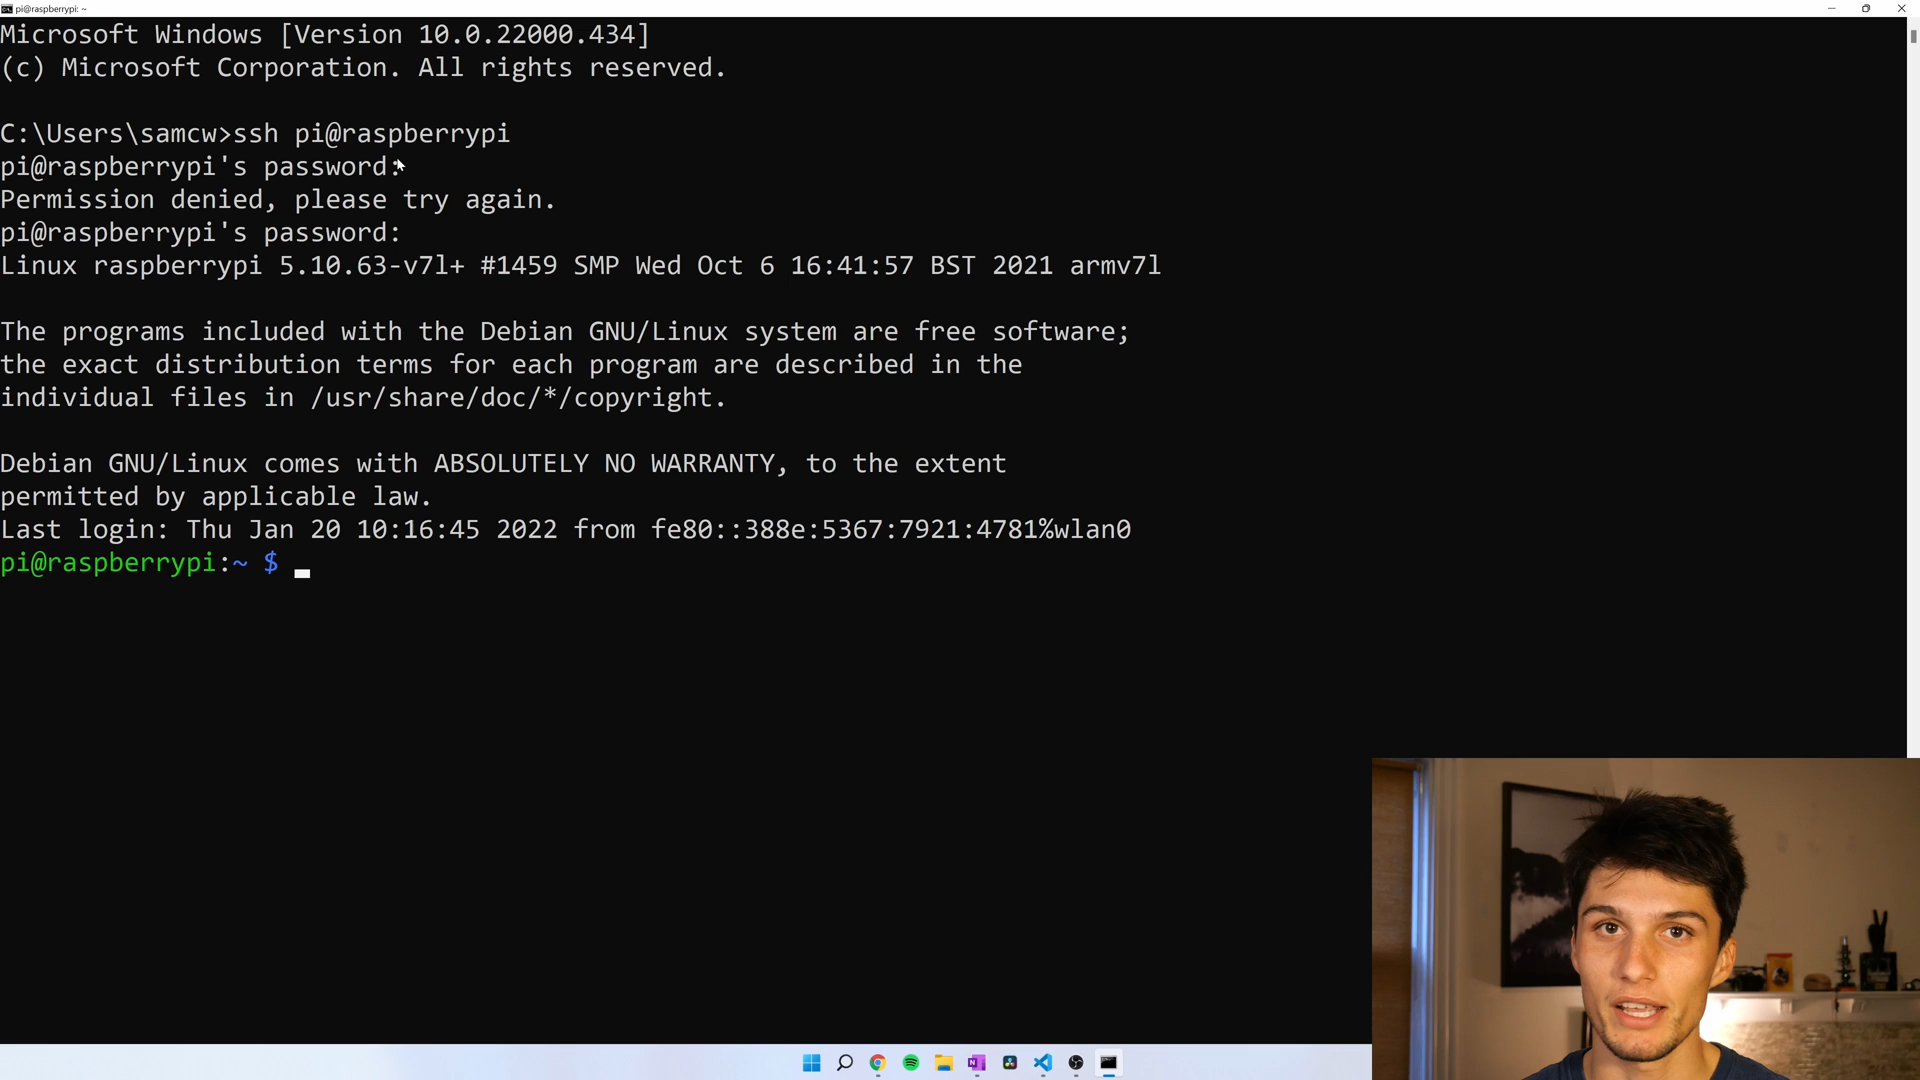 pi@raspberrypi: ~
Microsoft Windows [Version 10.0.22000.434]
(c) Microsoft Corporation. All rights reserved.
C:\Users\samcw>ssh pi@raspberrypi
pi@raspberrypi's password:
Permission denied, please try again.
pi@raspberrypi's password:
Linux raspberrypi 5.10.63-v7l+ #1459 SMP Wed Oct 6 16:41:57 BST 2021 armv7l
The programs included with the Debian GNU/Linux system are free software;
the exact distribution terms for each program are described in the
individual files in /usr/share/doc/*/copyright.
Debian GNU/Linux comes with ABSOLUTELY NO WARRANTY, to the extent
permitted by applicable law.
Last login: Thu Jan 20 10:16:45 2022 from fe80::388e:5367:7921:4781%wlan0
pi@raspberrypi:~ $